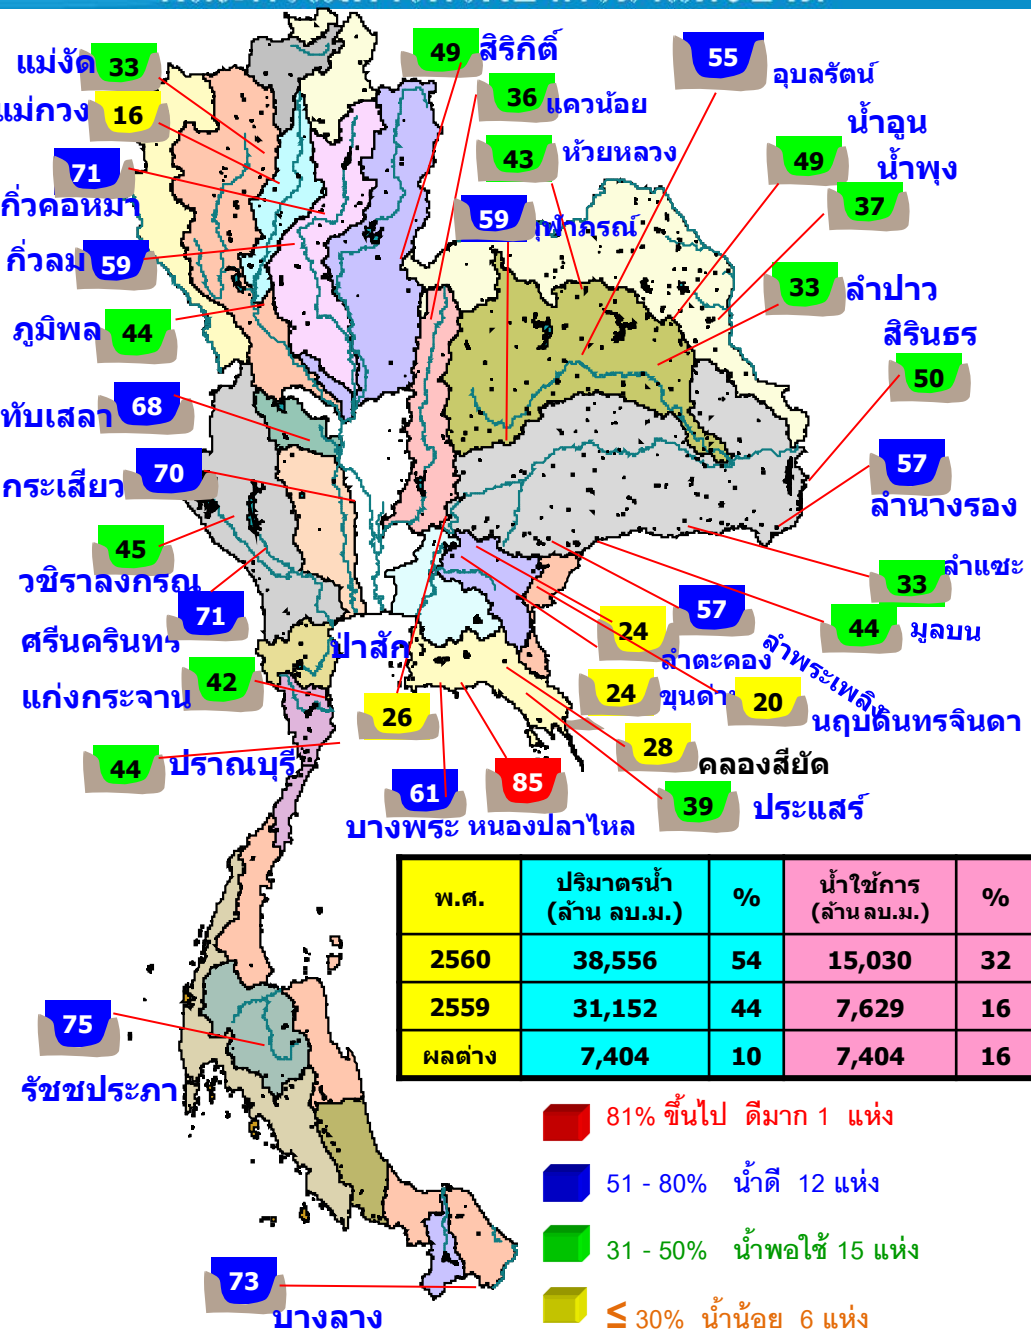 แม่งัด 33
แม่กวง 16
71
กิ่วคอหมา
กิ่วลม 59
ภูมิพล 44
ทับเสลา 68
กระเสียว 70
45
วชิราลงกรณ
71
ศรีนครินทร
แก่งกระจาน 42
44 ปราณบุรี
49 สิริกิติ์
36 แควน้อย
43 ห้วยหลวง
59 จุฬาภรณ์
55 อุบลรัตน์
น้ำอูน
49 น้ำพุง
37
33 ลำปาว
สิรินธร
50
57
ลำนางรอง
ลำแซะ
33
44 มูลบน
57
24
ลำตะคอง
ลำพระเพลิง
24
20
นฤบดินทรจินดา
28 คลองสียัด
39 ประแสร์
ป่าสัก
26
61 85
บางพระ หนองปลาไหล
พ.ศ. ปริมาตรน้ำ (ล้าน ลบ.ม.) % น้ำใช้การ (ล้าน ลบ.ม.) %
2560 38,556 54 15,030 32
2559 31,152 44 7,629 16
ผลต่าง 7,404 10 7,404 16
75
รัชชประภา
81% ขึ้นไป ดีมาก 1 แห่ง
51 - 80% น้ำดี 12 แห่ง
31 - 50% น้ำพอใช้ 15 แห่ง
≤ 30% น้ำน้อย 6 แห่ง
73
บางลาง